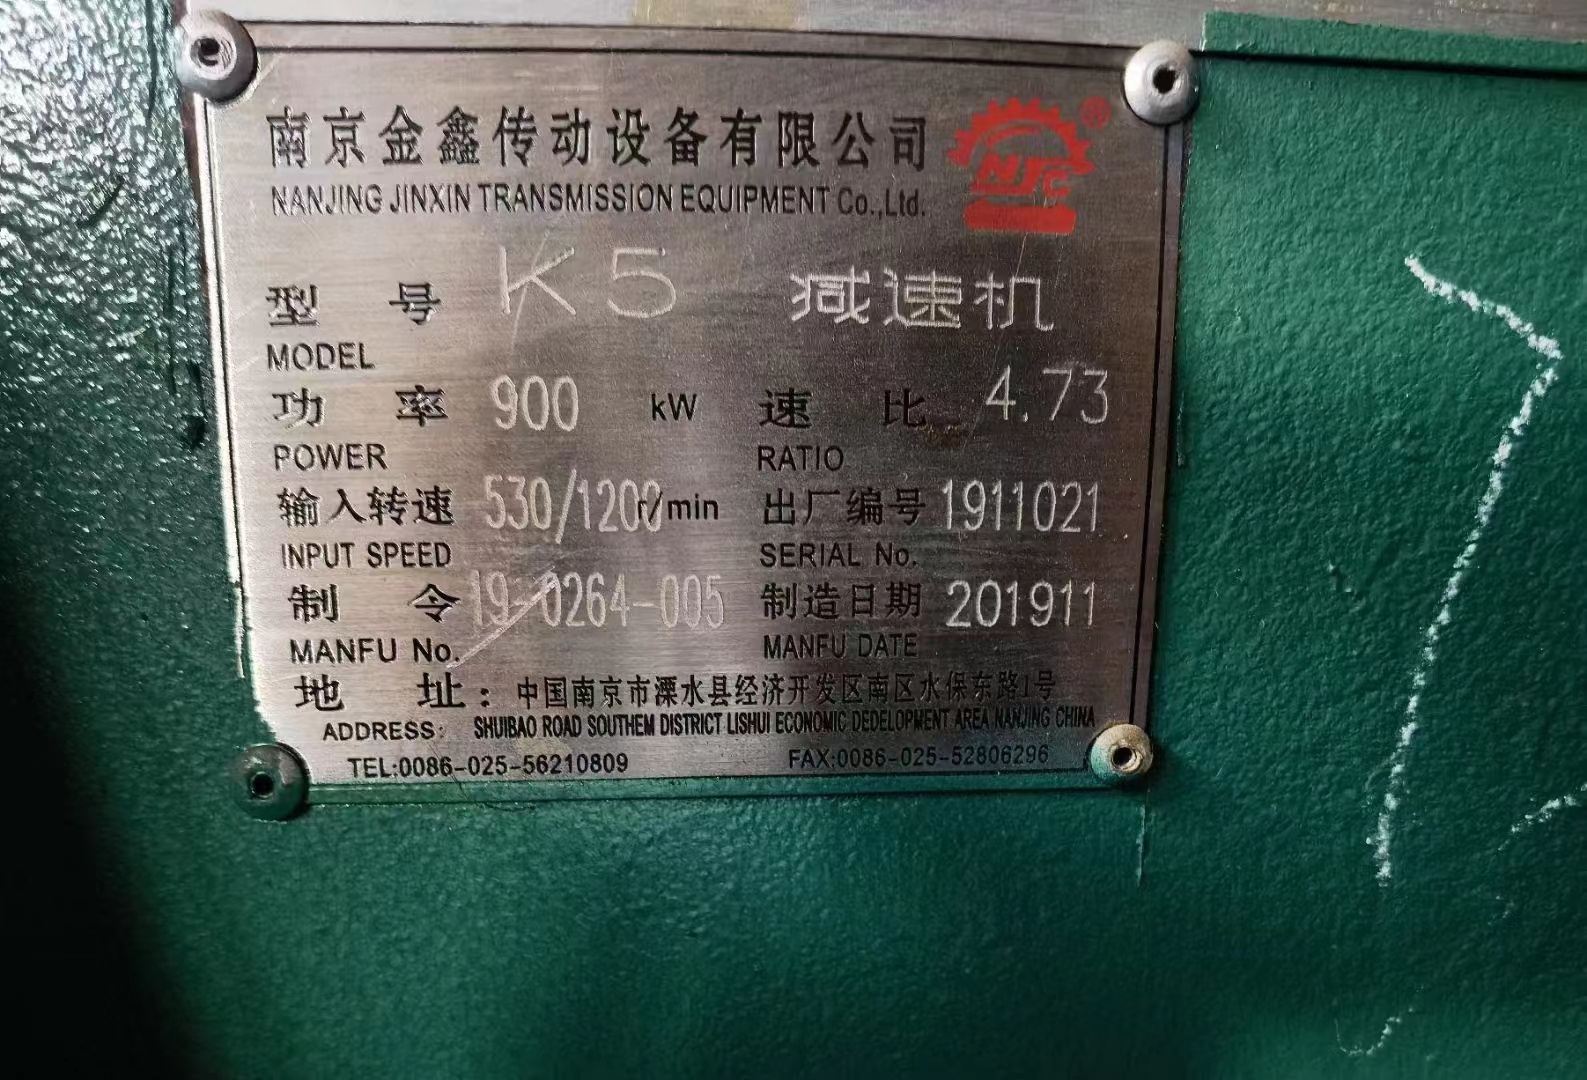 南京金鑫传动设备有限公司
NANJING JINXIN TRANSMISSION EQUIPMENT Co.,Ltd.
NJC ®
型号 K5 减速机
MODEL
功率 900 kW 速比 4.73
POWER RATIO
输入转速 530/1200 r/min 出厂编号 1911021
INPUT SPEED SERIAL No.
制令 19-0264-005 制造日期 201911
MANFU No. MANFU DATE
地址：中国南京市溧水县经济开发区南区水保东路1号
ADDRESS: SHUIBAO ROAD SOUTHEM DISTRICT LISHUI ECONOMIC DEDELOPMENT AREA NANJING CHINA
TEL:0086-025-56210809 FAX:0086-025-52806296